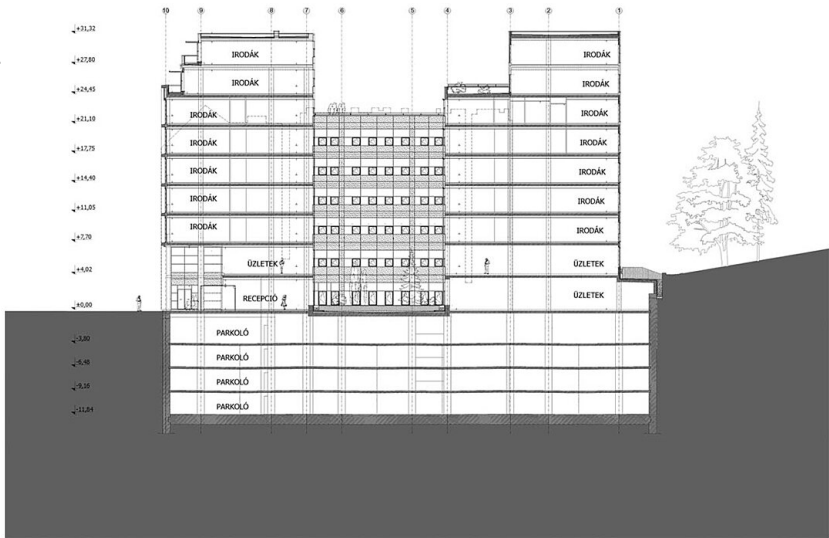 10 9 8 7 6 5 4 3 2 1
+31,32
IRODÁK IRODÁK
+27,80
IRODÁK IRODÁK
+24,45
IRODÁK IRODÁK
+21,10
IRODÁK IRODÁK
+17,75
IRODÁK IRODÁK
+14,40
IRODÁK IRODÁK
+11,05
IRODÁK IRODÁK
+7,70
ÜZLETEK ÜZLETEK
+4,02
RECEPCIÓ ÜZLETEK
±0,00
PARKOLÓ
-3,80
PARKOLÓ
-6,48
PARKOLÓ
-9,16
PARKOLÓ
-11,84